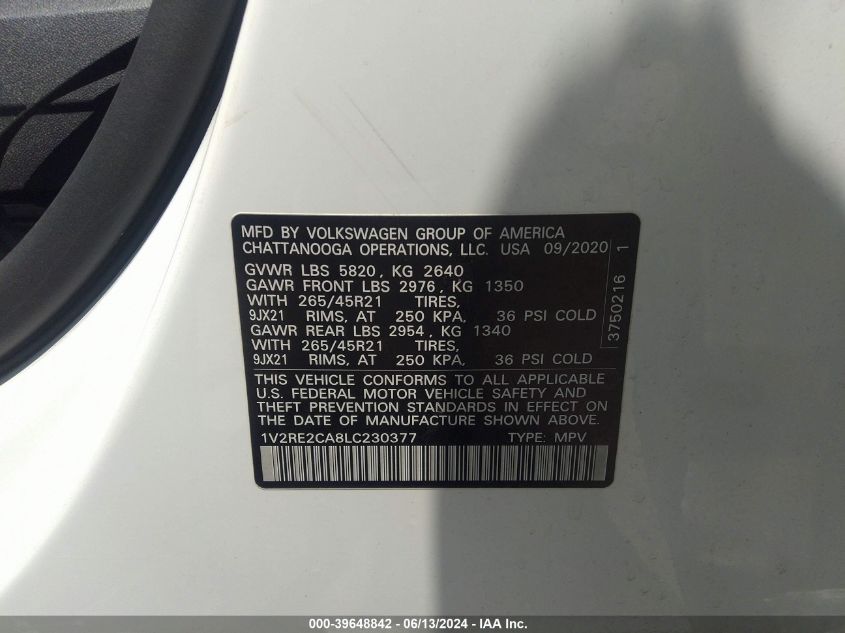 MFD BY VOLKSWAGEN GROUP OF AMERICA
CHATTANOOGA OPERATIONS, LLC. USA 09/2020
GVWR LBS 5820, KG 2640
GAWR FRONT LBS 2976, KG 1350
WITH 265/45R21 TIRES,
9JX21 RIMS, AT 250 KPA, 36 PSI COLD
GAWR REAR LBS 2954, KG 1340
WITH 265/45R21 TIRES,
9JX21 RIMS, AT 250 KPA, 36 PSI COLD
3750216 1
THIS VEHICLE CONFORMS TO ALL APPLICABLE
U.S. FEDERAL MOTOR VEHICLE SAFETY AND
THEFT PREVENTION STANDARDS IN EFFECT ON
THE DATE OF MANUFACTURE SHOWN ABOVE.
1V2RE2CA8LC230377 TYPE: MPV
000-39648842 - 06/13/2024 - IAA Inc.